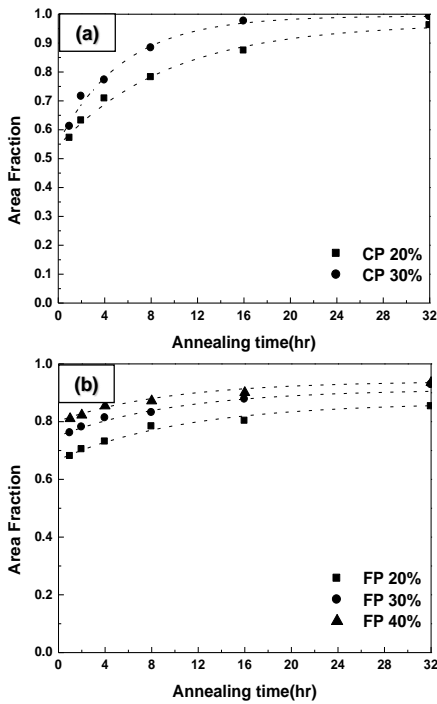 1.0
(a)
0.9
0.8
0.7
0.6
0.5
0.4
0.3
0.2
0.1
0.0
Area Fraction
CP 20%
CP 30%
0 4 8 12 16 20 24 28 32
Annealing time(hr)
1.0
(b)
0.8
0.6
0.4
0.2
0.0
Area Fraction
FP 20%
FP 30%
FP 40%
0 4 8 12 16 20 24 28 32
Annealing time(hr)